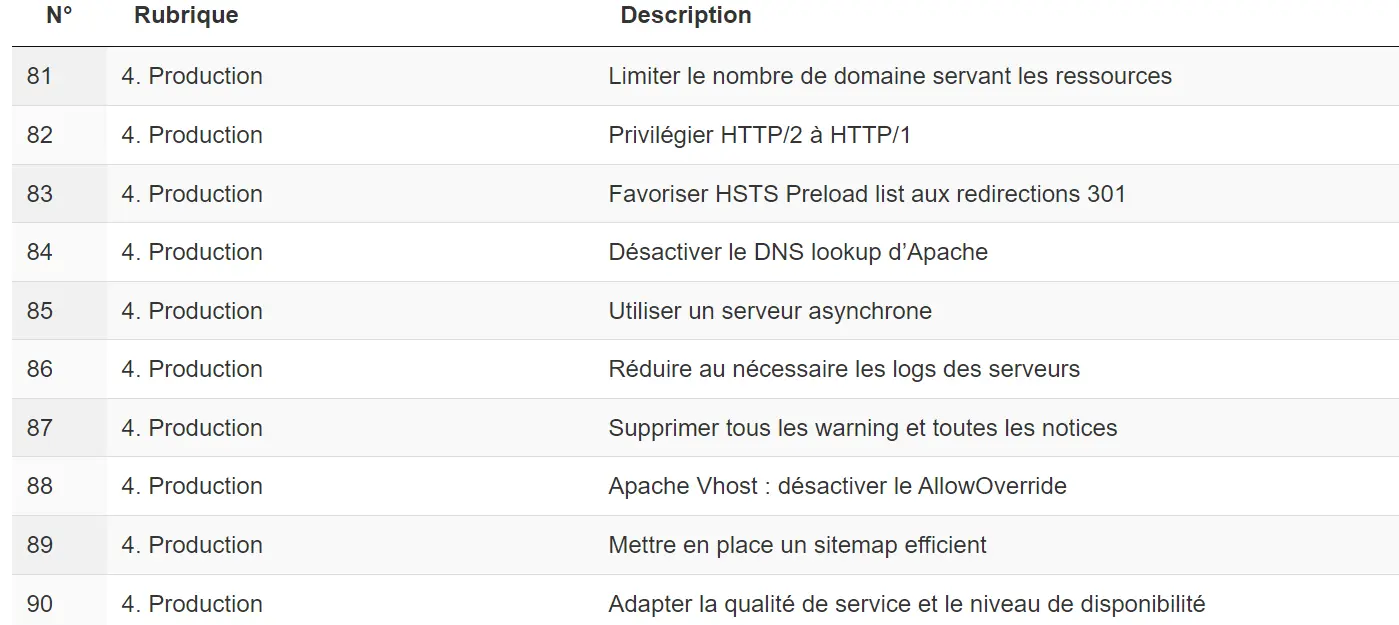 N° Rubrique Description
81 4. Production Limiter le nombre de domaine servant les ressources
82 4. Production Privilégier HTTP/2 à HTTP/1
83 4. Production Favoriser HSTS Preload list aux redirections 301
84 4. Production Désactiver le DNS lookup d’Apache
85 4. Production Utiliser un serveur asynchrone
86 4. Production Réduire au nécessaire les logs des serveurs
87 4. Production Supprimer tous les warning et toutes les notices
88 4. Production Apache Vhost : désactiver le AllowOverride
89 4. Production Mettre en place un sitemap efficient
90 4. Production Adapter la qualité de service et le niveau de disponibilité